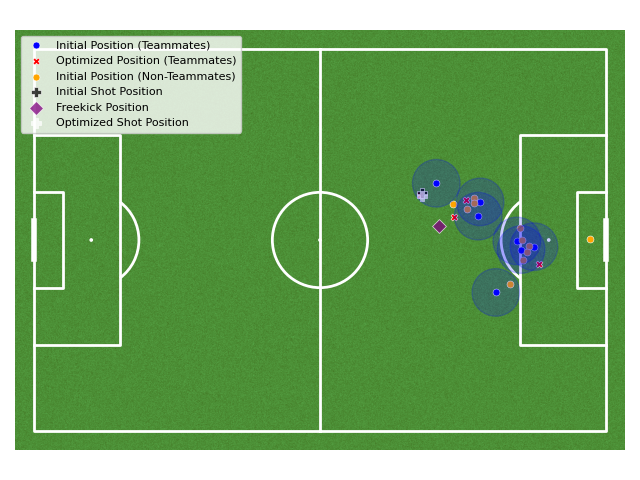 Initial Position (Teammates)
Optimized Position (Teammates)
Initial Position (Non-Teammates)
Initial Shot Position
Freekick Position
Optimized Shot Position